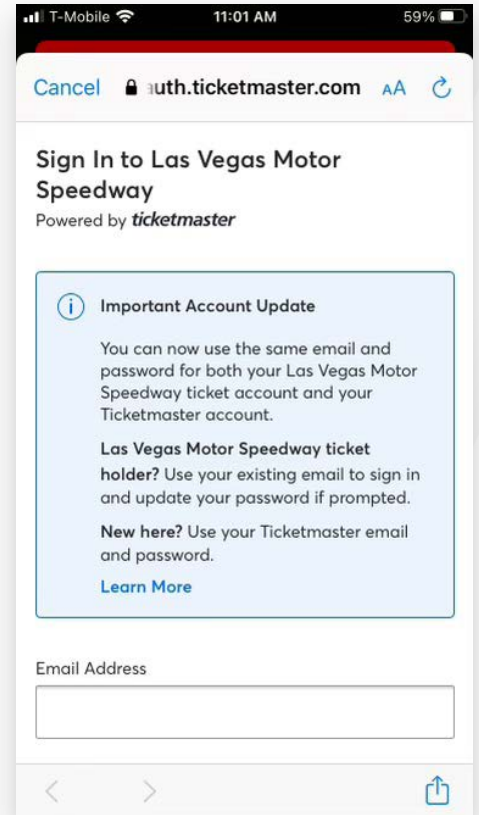 T-Mobile 11:01 AM 59%
Cancel auth.ticketmaster.com AA
Sign In to Las Vegas Motor
Speedway
Powered by ticketmaster
Important Account Update
You can now use the same email and
password for both your Las Vegas Motor
Speedway ticket account and your
Ticketmaster account.
Las Vegas Motor Speedway ticket
holder? Use your existing email to sign in
and update your password if prompted.
New here? Use your Ticketmaster email
and password.
Learn More
Email Address